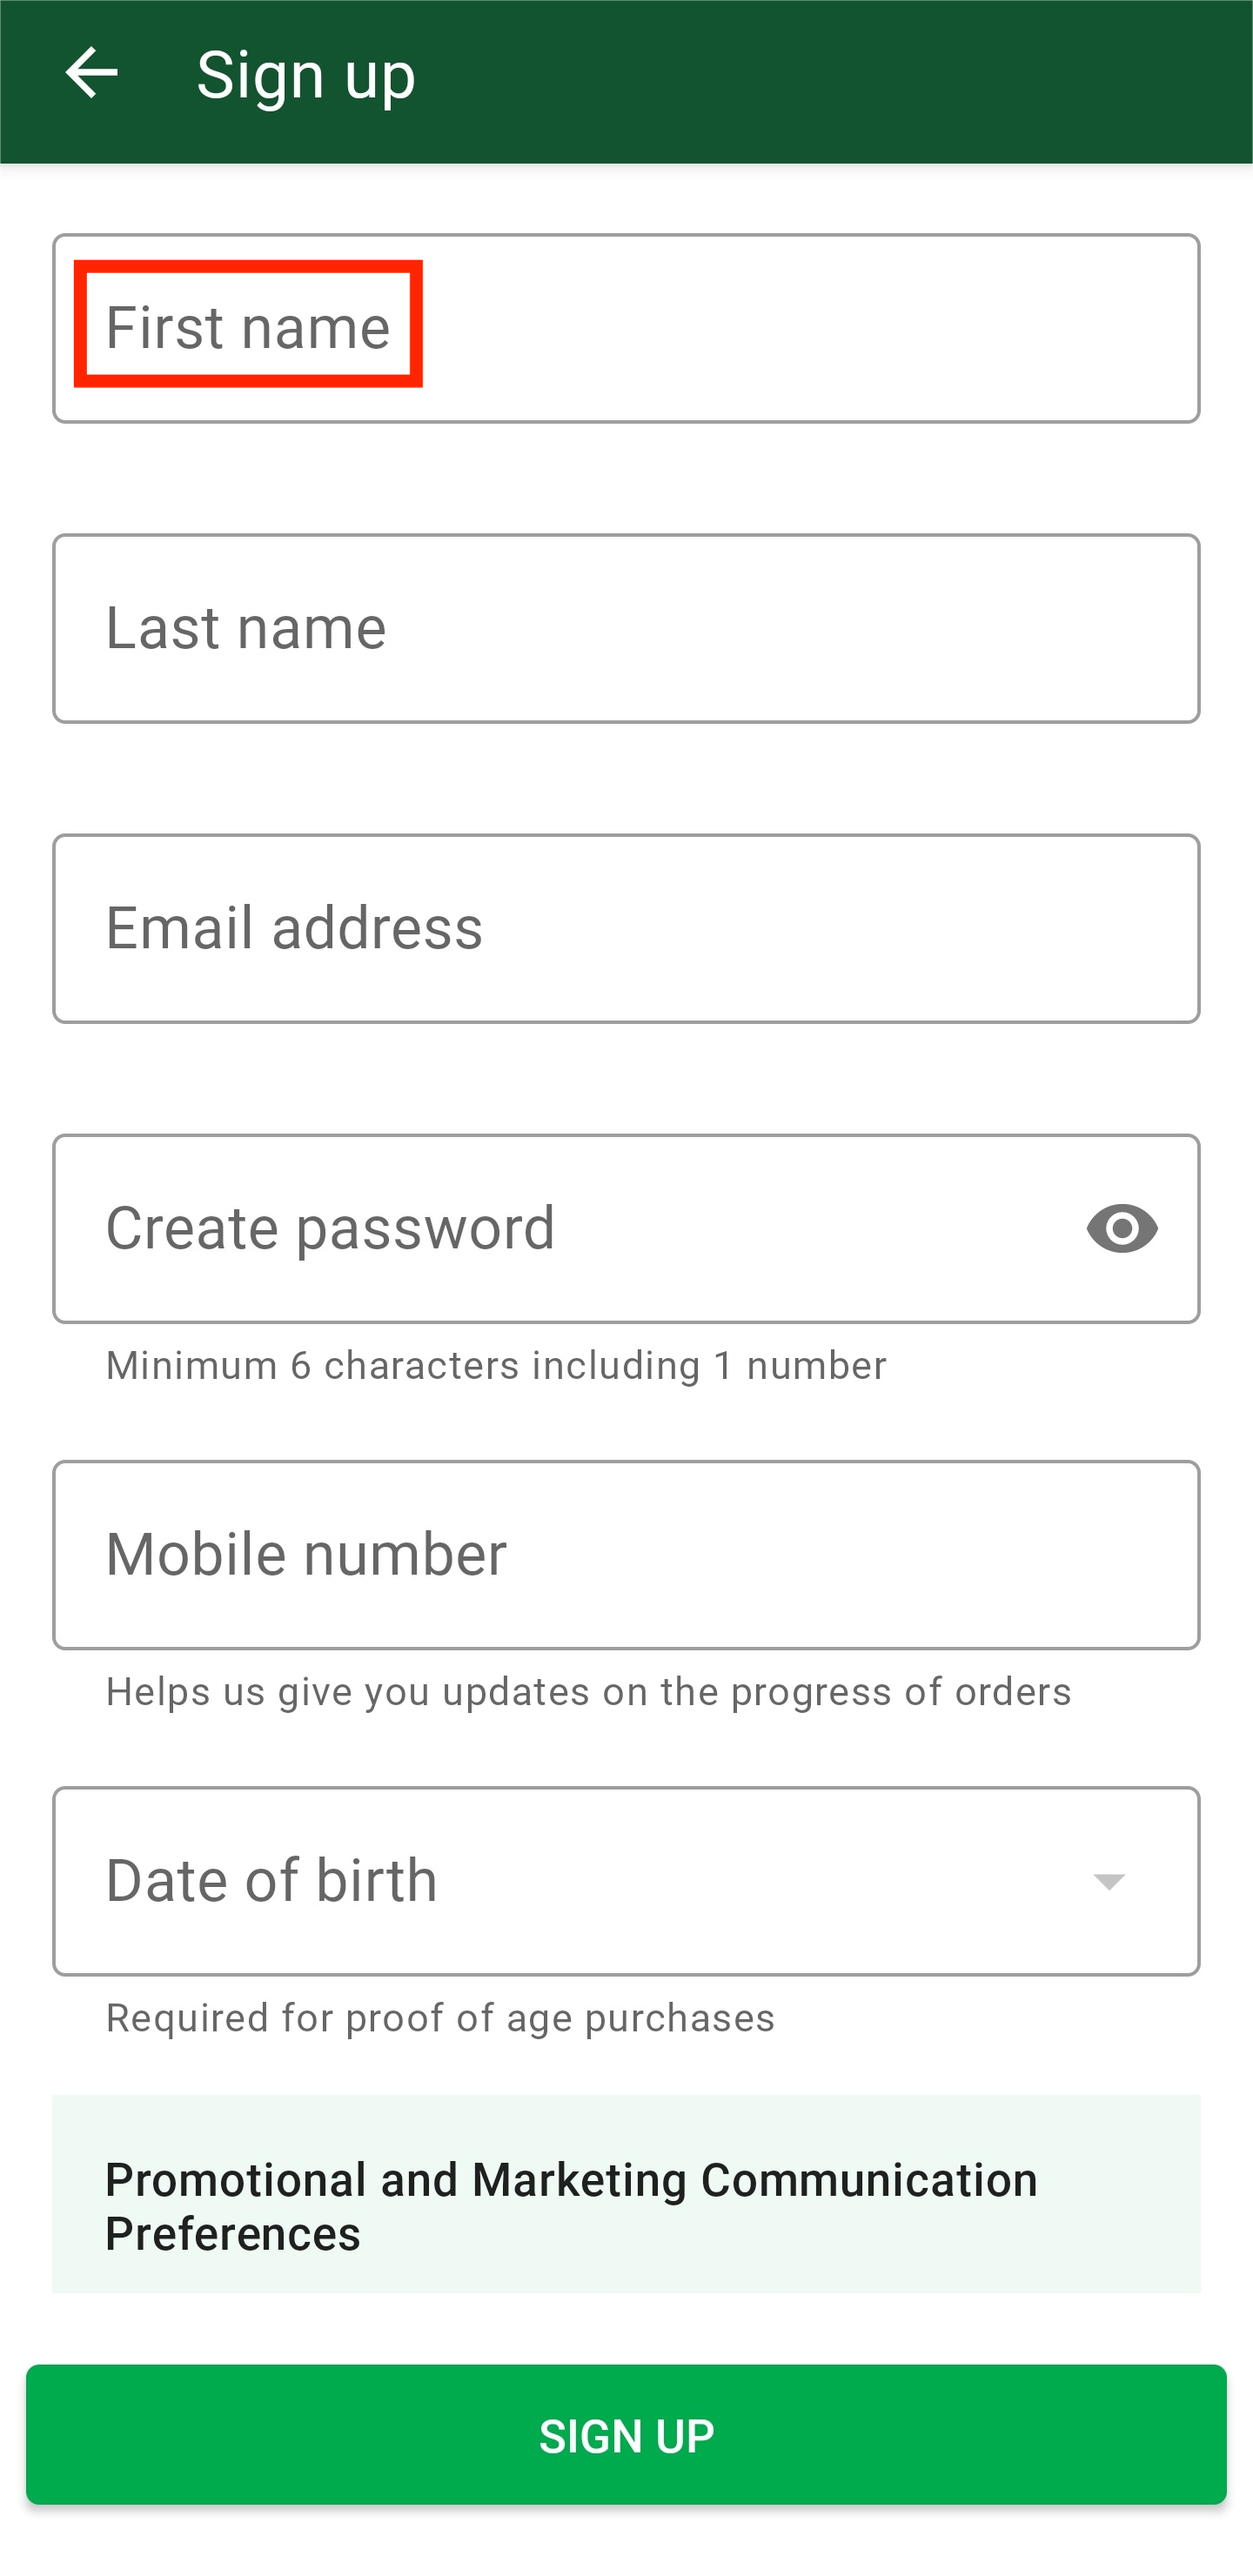 Sign up
First name
Last name
Email address
Create password
Minimum 6 characters including 1 number
Mobile number
Helps us give you updates on the progress of orders
Date of birth
Required for proof of age purchases
Promotional and Marketing Communication
Preferences
SIGN UP